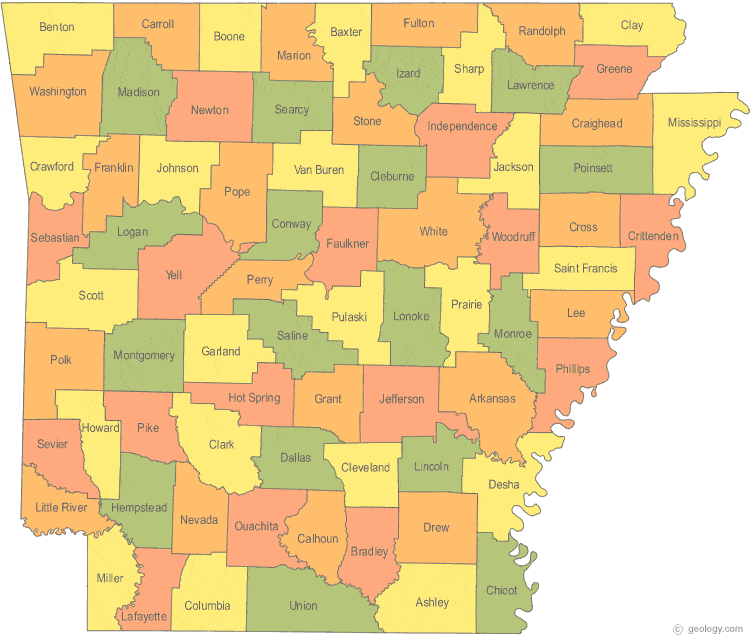 Benton
Carroll
Boone
Marion
Baxter
Fulton
Randolph
Clay
Izard
Sharp
Lawrence
Greene
Washington
Madison
Newton
Searcy
Stone
Independence
Craighead
Mississippi
Crawford
Franklin
Johnson
Pope
Van Buren
Cleburne
Jackson
Poinsett
Sebastian
Logan
Conway
Faulkner
White
Woodruff
Cross
Crittenden
Yell
Perry
Saint Francis
Scott
Pulaski
Lonoke
Prairie
Monroe
Lee
Polk
Montgomery
Garland
Saline
Phillips
Hot Spring
Grant
Jefferson
Arkansas
Howard
Pike
Clark
Sevier
Dallas
Cleveland
Lincoln
Desha
Little River
Hempstead
Nevada
Ouachita
Calhoun
Bradley
Drew
Miller
Lafayette
Columbia
Union
Ashley
Chicot
© geology.com